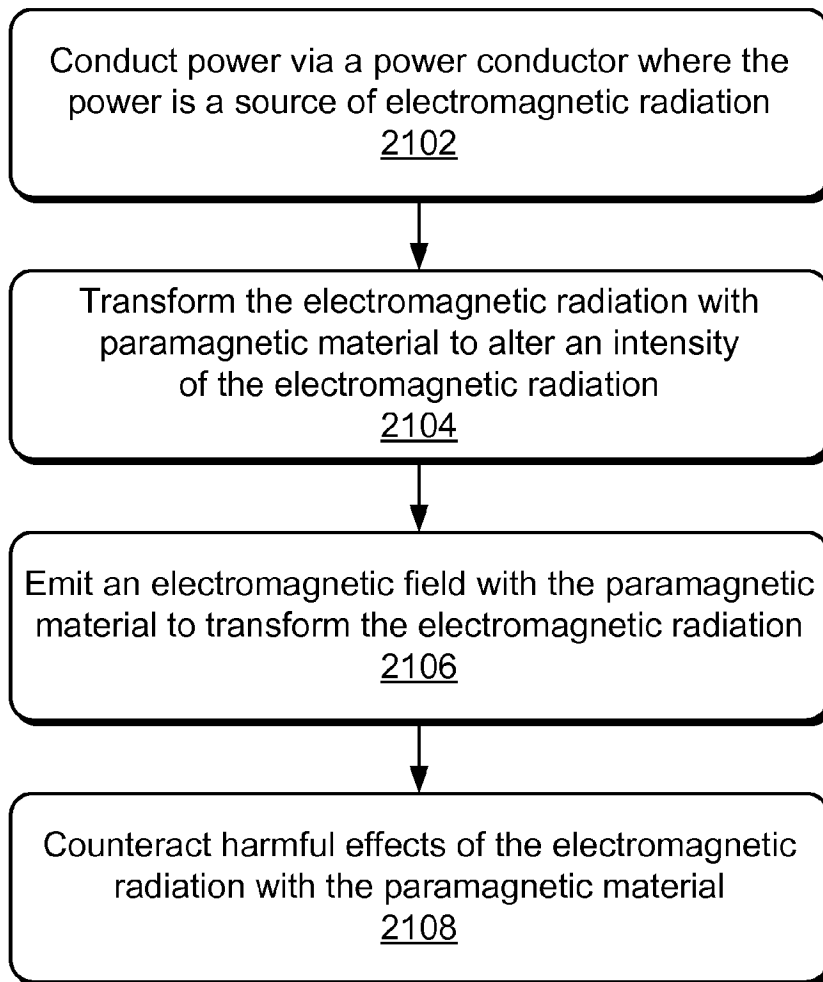 Conduct power via a power conductor where the
power is a source of electromagnetic radiation
2102
Transform the electromagnetic radiation with
paramagnetic material to alter an intensity
of the electromagnetic radiation
2104
Emit an electromagnetic field with the paramagnetic
material to transform the electromagnetic radiation
2106
Counteract harmful effects of the electromagnetic
radiation with the paramagnetic material
2108